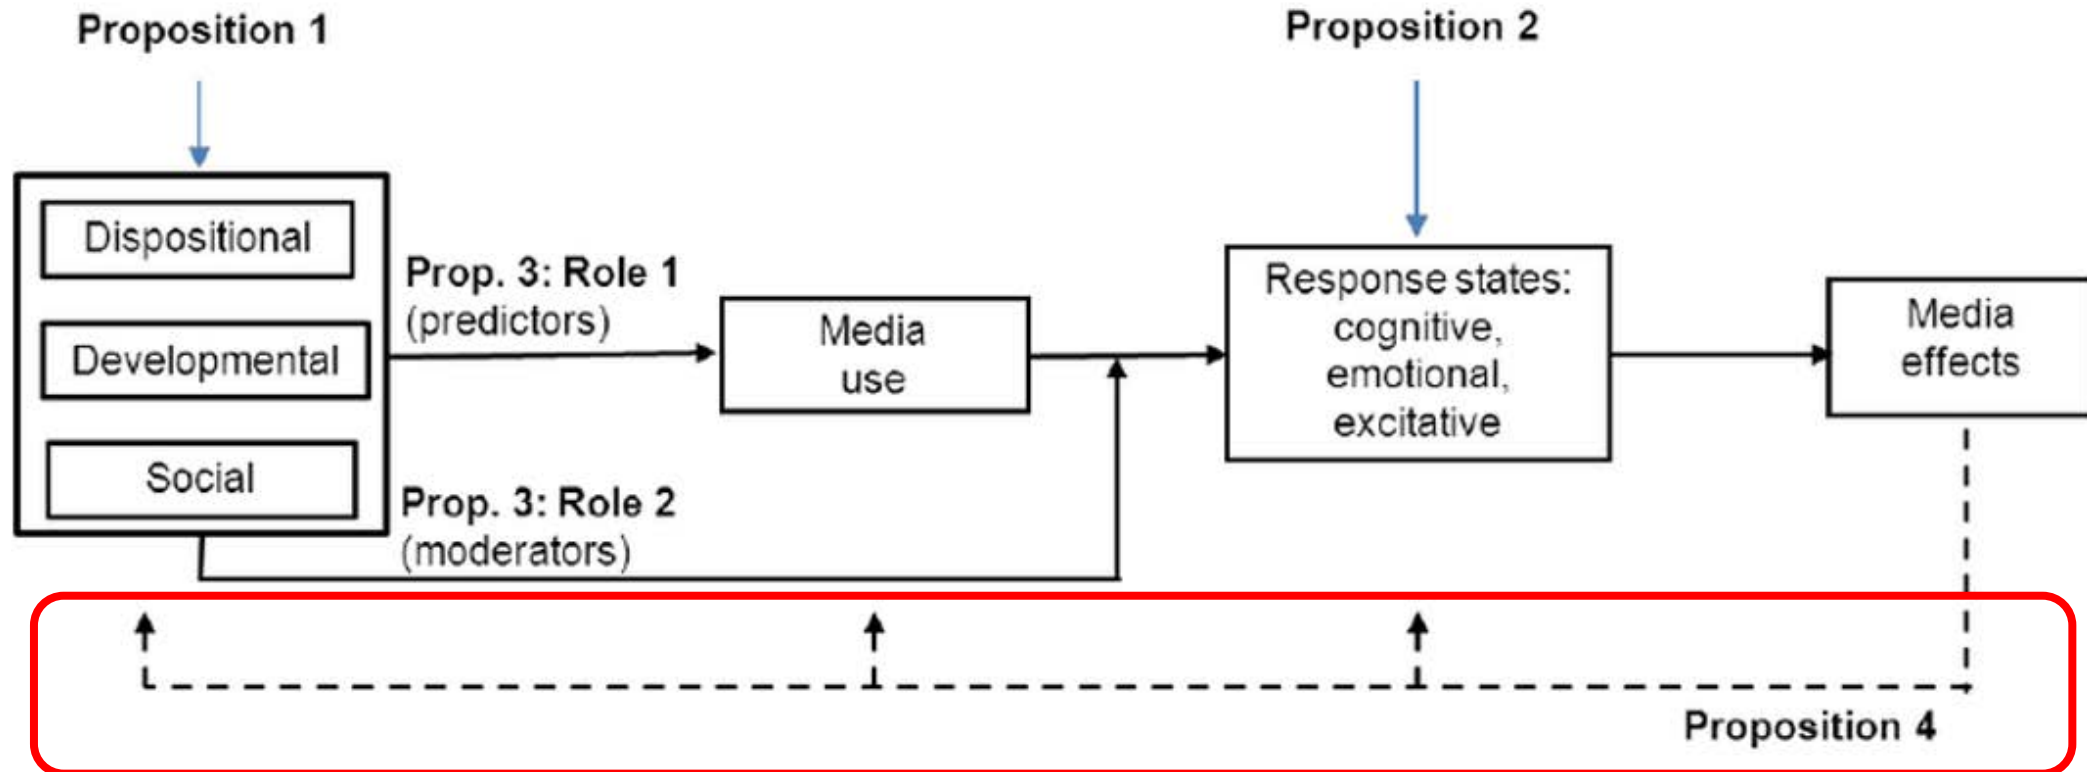 Proposition 1
Proposition 2
Dispositional
Developmental
Social
Prop. 3: Role 1
(predictors)
Prop. 3: Role 2
(moderators)
Media
use
Response states:
cognitive,
emotional,
excitative
Media
effects
Proposition 4